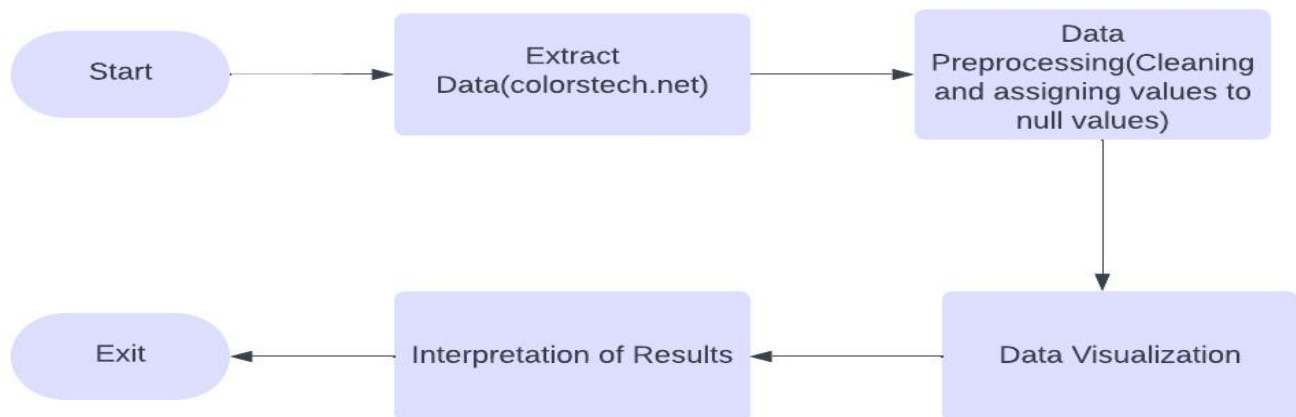 Start
Extract
Data(colorstech.net)
Data
Preprocessing(Cleaning
and assigning values to
null values)
Data Visualization
Interpretation of Results
Exit